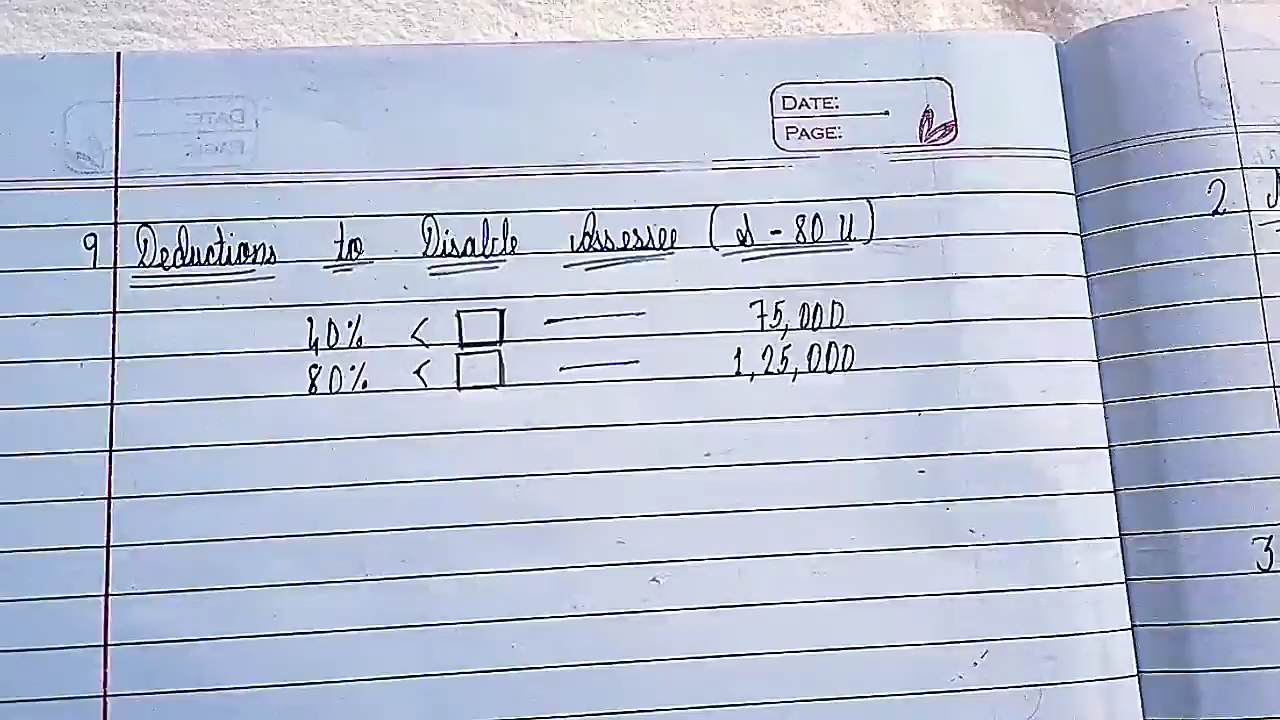 DATE:
PAGE:
9 Deductions to Disable Assessee (S - 80 U)
40% < □ — 75,000
80% < □ — 1,25,000
2
3